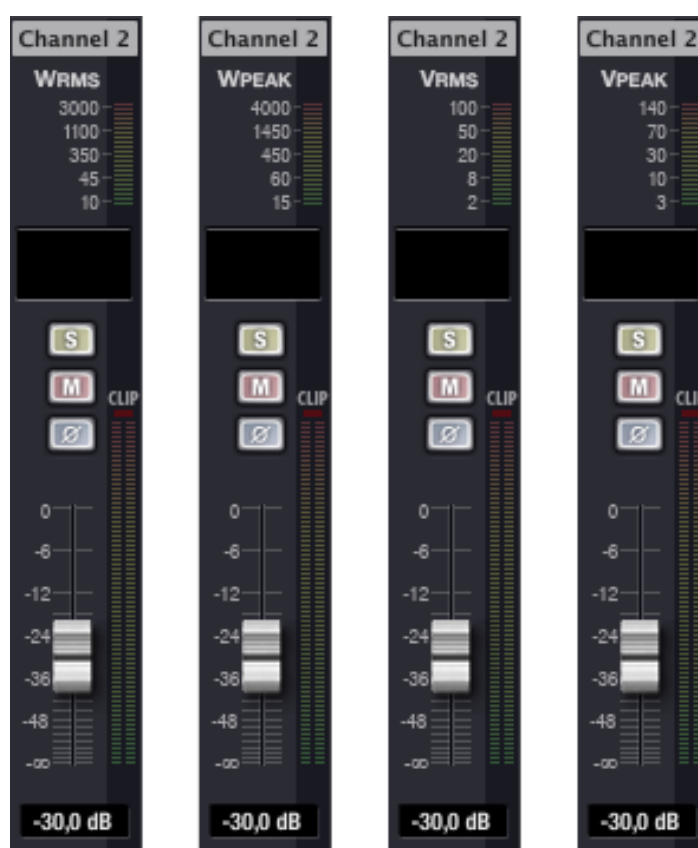 Channel 2
WRMS
3000
1100
350
45
10
S
M
Ø
CLIP
0
-6
-12
-24
-36
-48
-∞
-30,0 dB
Channel 2
WPEAK
4000
1450
450
60
15
S
M
Ø
CLIP
0
-6
-12
-24
-36
-48
-∞
-30,0 dB
Channel 2
VRMS
100
50
20
8
2
S
M
Ø
CLIP
0
-6
-12
-24
-36
-48
-∞
-30,0 dB
Channel 2
VPEAK
140
70
30
10
3
S
M
Ø
CLI
0
-6
-12
-24
-36
-48
-∞
-30,0 dB